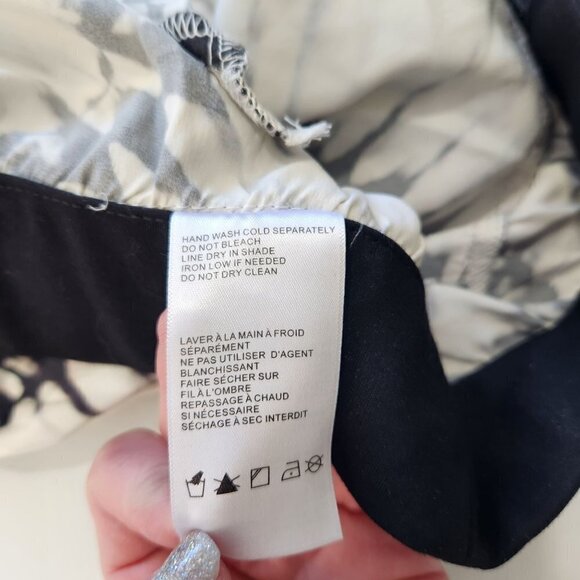 HAND WASH COLD SEPARATELY
DO NOT BLEACH
LINE DRY IN SHADE
IRON LOW IF NEEDED
DO NOT DRY CLEAN
LAVER À LA MAIN À FROID
SÉPARÉMENT
NE PAS UTILISER D'AGENT
BLANCHISSANT
FAIRE SÉCHER SUR
FIL À L'OMBRE
REPASSAGE À CHAUD
SI NÉCESSAIRE
SÉCHAGE À SEC INTERDIT